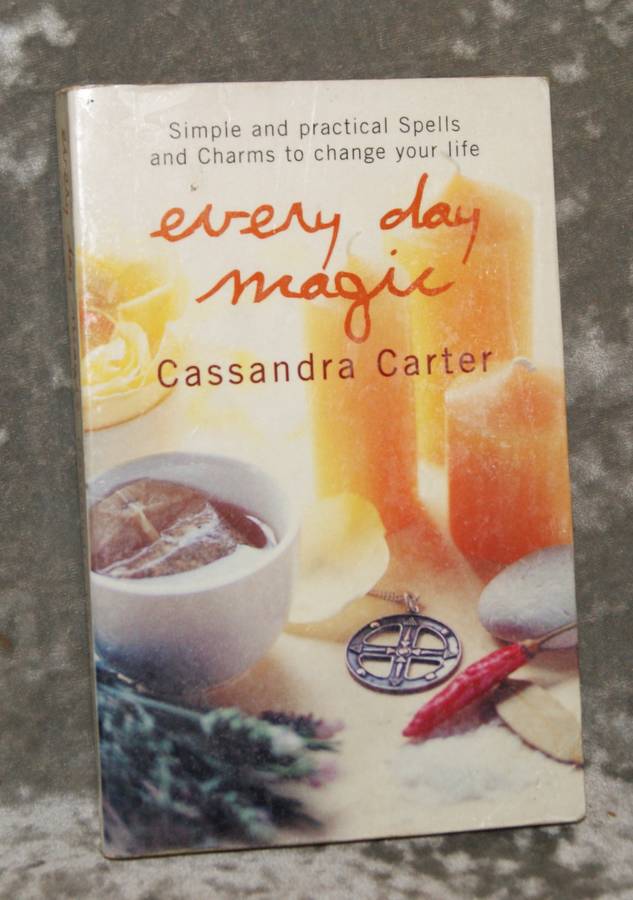 Simple and practical Spells
and Charms to change your life
every day
magic
Cassandra Carter